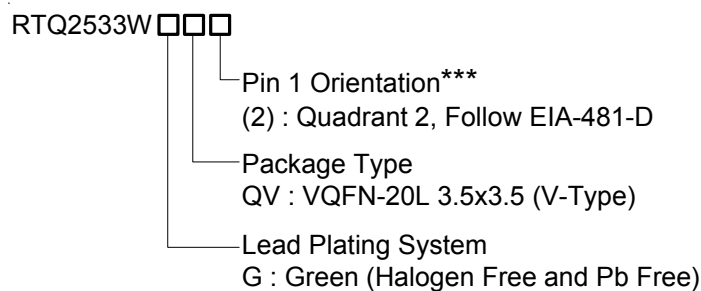 RTQ2533W□□□
Pin 1 Orientation***
(2) : Quadrant 2, Follow EIA-481-D
Package Type
QV : VQFN-20L 3.5x3.5 (V-Type)
Lead Plating System
G : Green (Halogen Free and Pb Free)